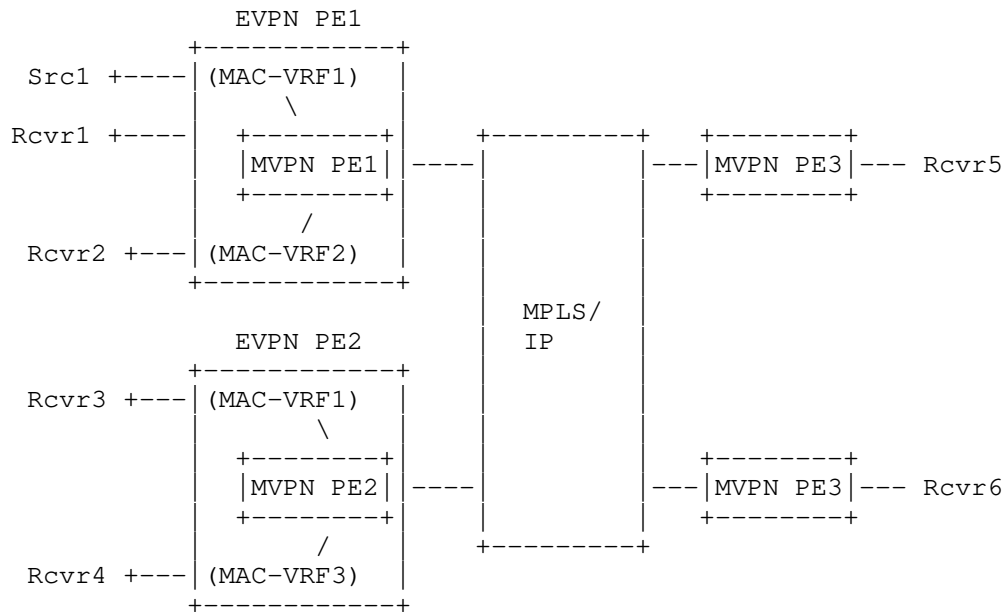 EVPN PE1
Src1 (MAC-VRF1)
Rcvr1
MVPN PE1 MVPN PE3 Rcvr5
Rcvr2 (MAC-VRF2)
MPLS/
EVPN PE2 IP
Rcvr3 (MAC-VRF1)
MVPN PE2 MVPN PE3 Rcvr6
Rcvr4 (MAC-VRF3)